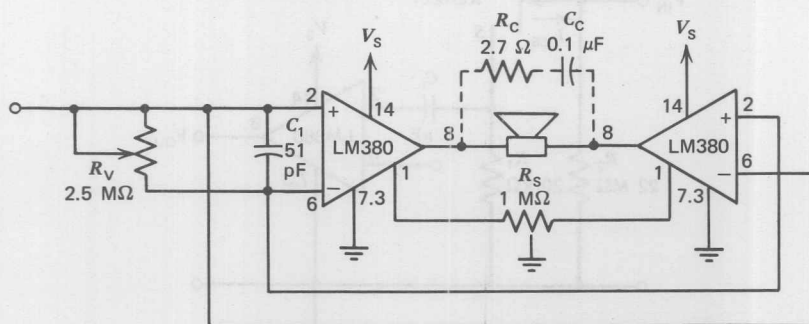 R_C
2.7 Ω
C_C
0.1 μF
V_S
V_S
2
+
14
C_1
51
pF
LM380
8
8
LM380
14
2
+
R_V
2.5 MΩ
−
6
7.3
1
R_S
1 MΩ
1
7.3
−
6